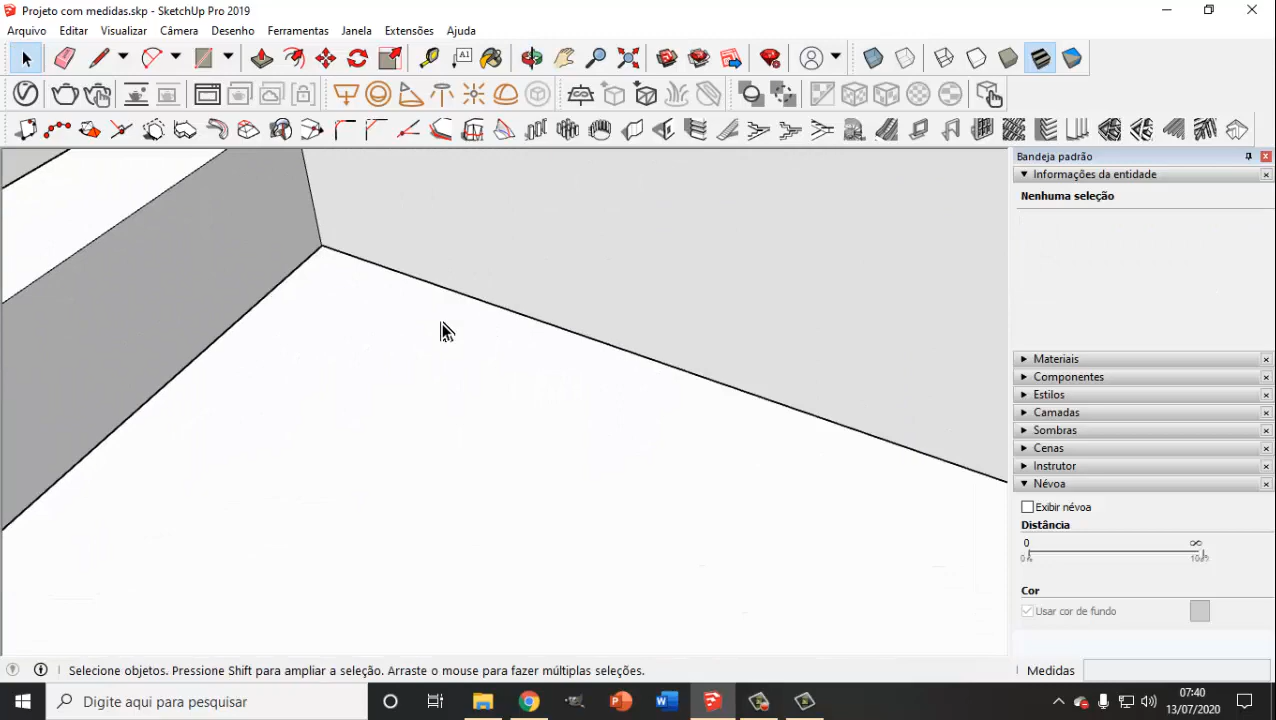 Projeto com medidas.skp - SketchUp Pro 2019
Arquivo Editar Visualizar Câmera Desenho Ferramentas Janela Extensões Ajuda
A1
Bandeja padrão
Informações da entidade
Nenhuma seleção
Materiais
Componentes
Estilos
Camadas
Sombras
Cenas
Instrutor
Névoa
Exibir névoa
Distância
0 ∞
Cor
Usar cor de fundo
Selecione objetos. Pressione Shift para ampliar a seleção. Arraste o mouse para fazer múltiplas seleções.
Medidas
Digite aqui para pesquisar
07:40
13/07/2020